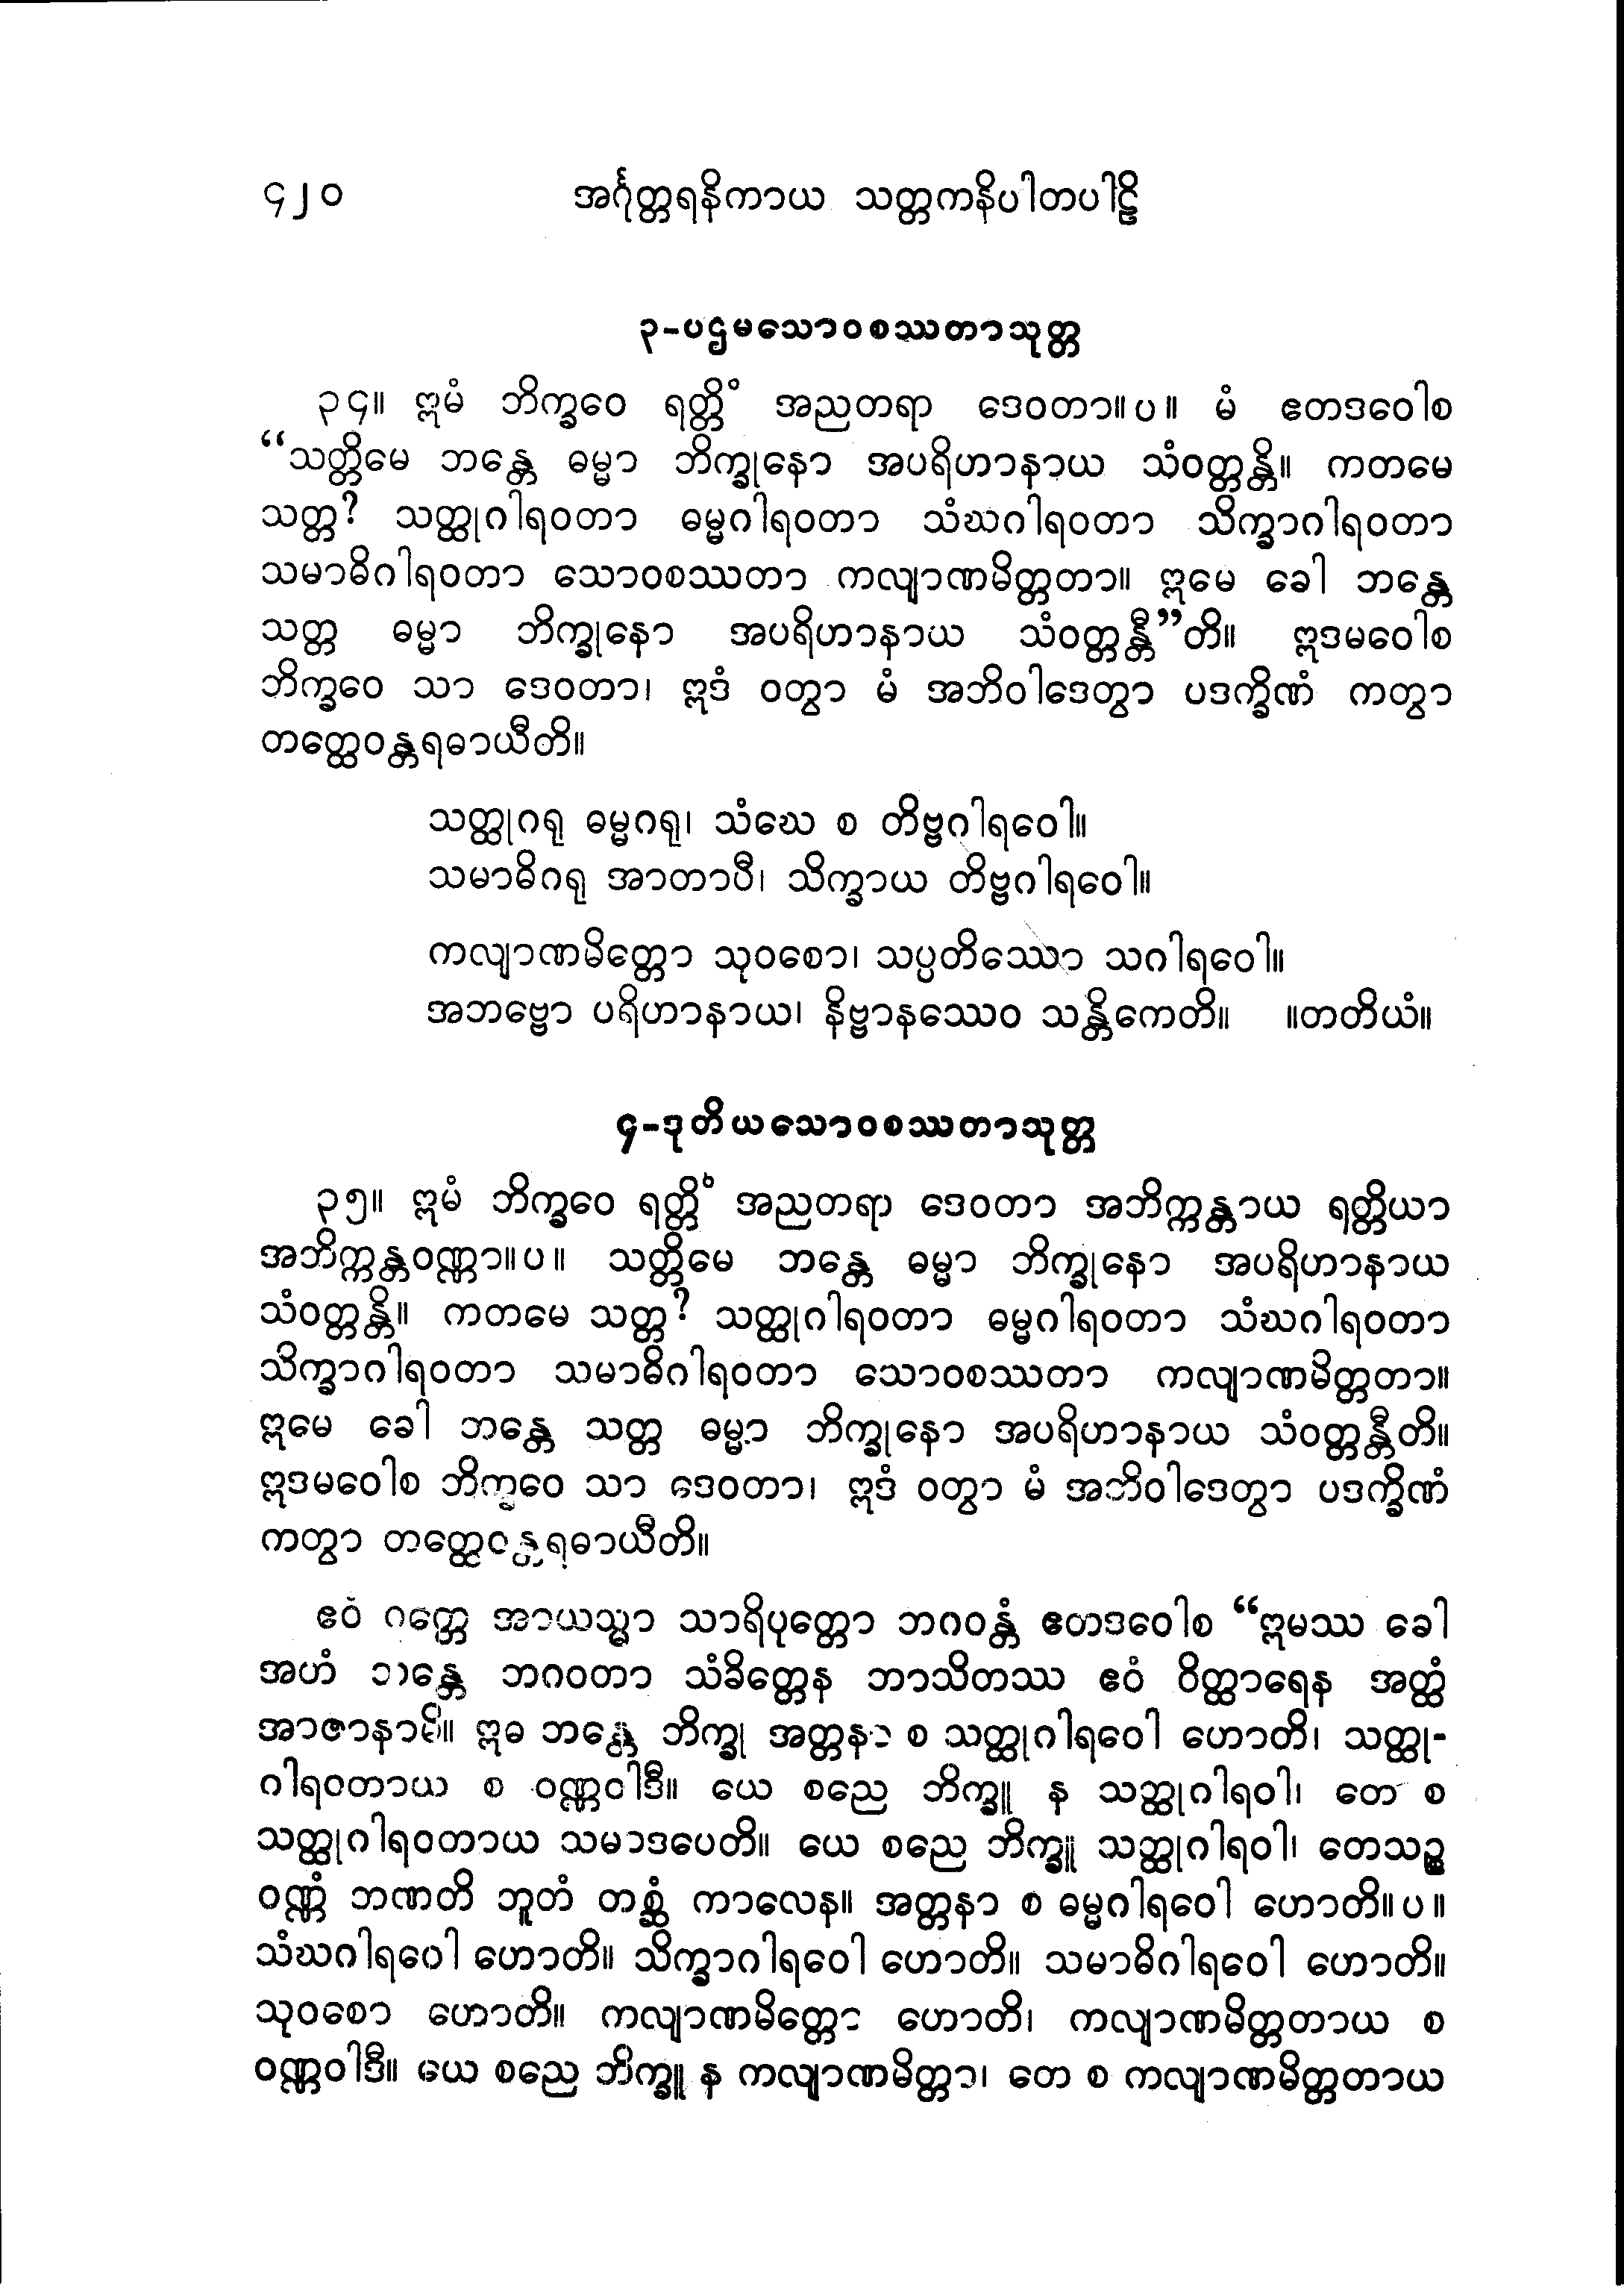 ၄၂၀ အင်္ဂုတ္တရနိကာယ သတ္တကနိပါတပါဠိ
၃-ပဌမသောဝစဿတာသုတ္တ
၃၄။ ဣမံ ဘိက္ခဝေ ရတ္တိံ အညတရာ ဒေဝတာ။ပ။ မံ ဧတဒဝေါစ
“သတ္တိမေ ဘန္တေ ဓမ္မာ ဘိက္ခုနော အပရိဟာနာယ သံဝတ္တန္တိ။ ကတမေ
သတ္တ? သတ္ထုဂါရဝတာ ဓမ္မဂါရဝတာ သံဃဂါရဝတာ သိက္ခာဂါရဝတာ
သမာဓိဂါရဝတာ သောဝစဿတာ ကလျာဏမိတ္တတာ။ ဣမေ ခေါ ဘန္တေ
သတ္တ ဓမ္မာ ဘိက္ခုနော အပရိဟာနာယ သံဝတ္တန္တီ”တိ။ ဣဒမဝေါစ
ဘိက္ခဝေ သာ ဒေဝတာ၊ ဣဒံ ဝတွာ မံ အဘိဝါဒေတွာ ပဒက္ခိဏံ ကတွာ
တတ္ထေဝန္တရဓာယီတိ။
သတ္ထုဂရု ဓမ္မဂရု၊ သံဃေ စ တိဗ္ဗဂါရဝေါ။
သမာဓိဂရု အာတာပီ၊ သိက္ခာယ တိဗ္ဗဂါရဝေါ။
ကလျာဏမိတ္တော သုဝစော၊ သပ္ပတိဿော သဂါရဝေါ။
အဘဗ္ဗော ပရိဟာနာယ၊ နိဗ္ဗာနဿေဝ သန္တိကေတိ။ ။တတိယံ။
၄-ဒုတိယသောဝစဿတာသုတ္တ
၃၅။ ဣမံ ဘိက္ခဝေ ရတ္တိံ အညတရာ ဒေဝတာ အဘိက္ကန္တာယ ရတ္တိယာ
အဘိက္ကန္တဝဏ္ဏာ။ပ။ သတ္တိမေ ဘန္တေ ဓမ္မာ ဘိက္ခုနော အပရိဟာနာယ
သံဝတ္တန္တိ။ ကတမေ သတ္တ? သတ္ထုဂါရဝတာ ဓမ္မဂါရဝတာ သံဃဂါရဝတာ
သိက္ခာဂါရဝတာ သမာဓိဂါရဝတာ သောဝစဿတာ ကလျာဏမိတ္တတာ။
ဣမေ ခေါ ဘန္တေ သတ္တ ဓမ္မာ ဘိက္ခုနော အပရိဟာနာယ သံဝတ္တန္တီတိ။
ဣဒမဝေါစ ဘိက္ခဝေ သာ ဒေဝတာ၊ ဣဒံ ဝတွာ မံ အဘိဝါဒေတွာ ပဒက္ခိဏံ
ကတွာ တတ္ထေဝန္တရဓာယီတိ။
ဧဝံ ဝုတ္တေ အာယသ္မာ သာရိပုတ္တော ဘဂဝန္တံ ဧတဒဝေါစ “ဣမဿ ခေါ
အဟံ ဘန္တေ ဘဂဝတာ သံခိတ္တေန ဘာသိတဿ ဧဝံ ဝိတ္ထာရေန အတ္ထံ
အာဇာနာမိ။ ဣဓ ဘန္တေ ဘိက္ခု အတ္တနာ စ သတ္ထုဂါရဝေါ ဟောတိ၊ သတ္ထု-
ဂါရဝတာယ စ ဝဏ္ဏဝါဒီ။ ယေ စညေ ဘိက္ခူ န သတ္ထုဂါရဝါ၊ တေ စ
သတ္ထုဂါရဝတာယ သမာဒပေတိ။ ယေ စညေ ဘိက္ခူ သတ္ထုဂါရဝါ၊ တေသဉ္စ
ဝဏ္ဏံ ဘဏတိ ဘူတံ တစ္ဆံ ကာလေန။ အတ္တနာ စ ဓမ္မဂါရဝေါ ဟောတိ။ပ။
သံဃဂါရဝေါ ဟောတိ။ သိက္ခာဂါရဝေါ ဟောတိ။ သမာဓိဂါရဝေါ ဟောတိ။
သုဝစော ဟောတိ။ ကလျာဏမိတ္တော ဟောတိ၊ ကလျာဏမိတ္တတာယ စ
ဝဏ္ဏဝါဒီ။ ယေ စညေ ဘိက္ခူ န ကလျာဏမိတ္တာ၊ တေ စ ကလျာဏမိတ္တတာယ